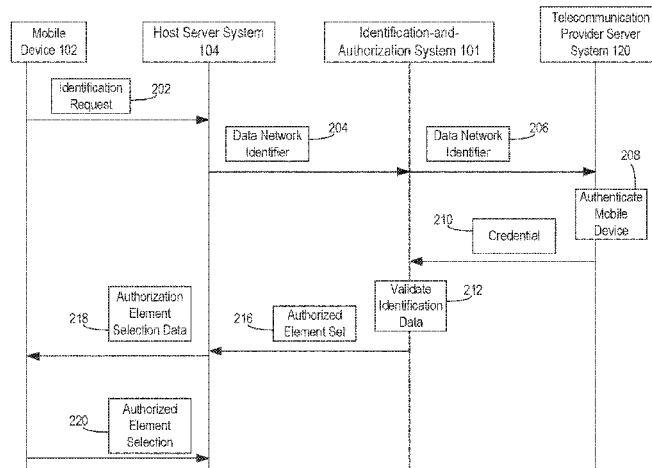 Mobile
Device 102
Host Server System
104
Identification-and-
Authorization System 101
Telecommunication
Provider Server
System 120
Identification
Request
202
Data Network
Identifier
204
Data Network
Identifier
206
208
Authenticate
Mobile
Device
210
Credential
Validate
Identification
Data
212
218
Authorization
Element
Selection Data
216
Authorized
Element Set
220
Authorized
Element
Selection